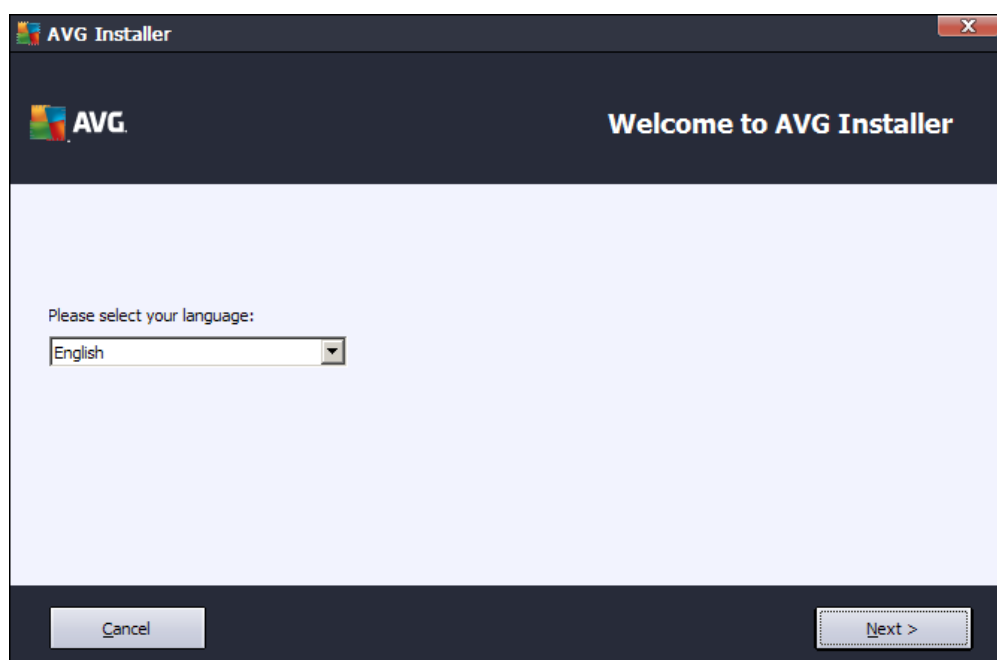 AVG Installer
X
AVG.
Welcome to AVG Installer
Please select your language:
English
Cancel
Next >